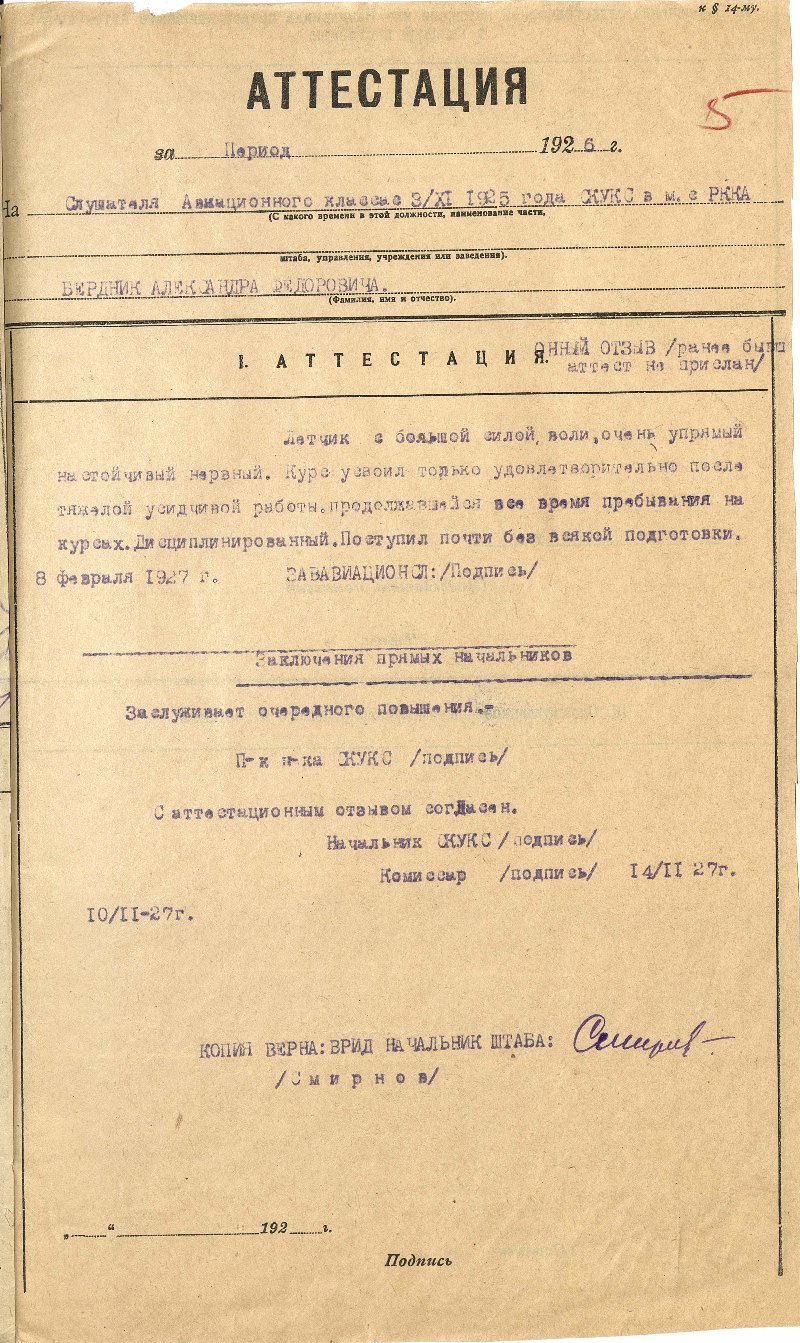 к § 14-му.
АТТЕСТАЦИЯ
5
за Период 1926 г.
На Слушателя Авиационного классас 3/XI 1925 года СКУКС в м. с РККА
(С какого времени в этой должности, наименование части,
штаба, управления, учреждения или заведения).
БЕРДНИК АЛЕКСАНДРА ФЕДОРОВИЧА.
(Фамилия, имя и отчество).
I. АТТЕСТАЦИЯ. ОННЫЙ ОТЗЫВ /ранее бывш
аттест не прислан/
Летчик с большой силой воли, очень упрямый
настойчивый нервный. Курс усвоил только удовлетворительно после
тяжелой усидчивой работы.продолжавшейся все время пребывания на
курсах.Дисциплинированный.Поступил почти без всякой подготовки.
8 февраля 1927 г. ЗАВАВИАЦИОНСЛ:/Подпись/
Заключения прямых начальников
Заслуживает очередного повышения.-
П-к н-ка СКУКС /подпись/
С аттестационным отзывом согДасен.
Начальник СКУКС /подпись/
Комиссар /подпись/ 14/II 27г.
10/II-27г.
КОПИЯ ВЕРНА:ВРИД НАЧАЛЬНИК ШТАБА: Смирнов
/Смирнов/
„ “ 192 г.
Подпись